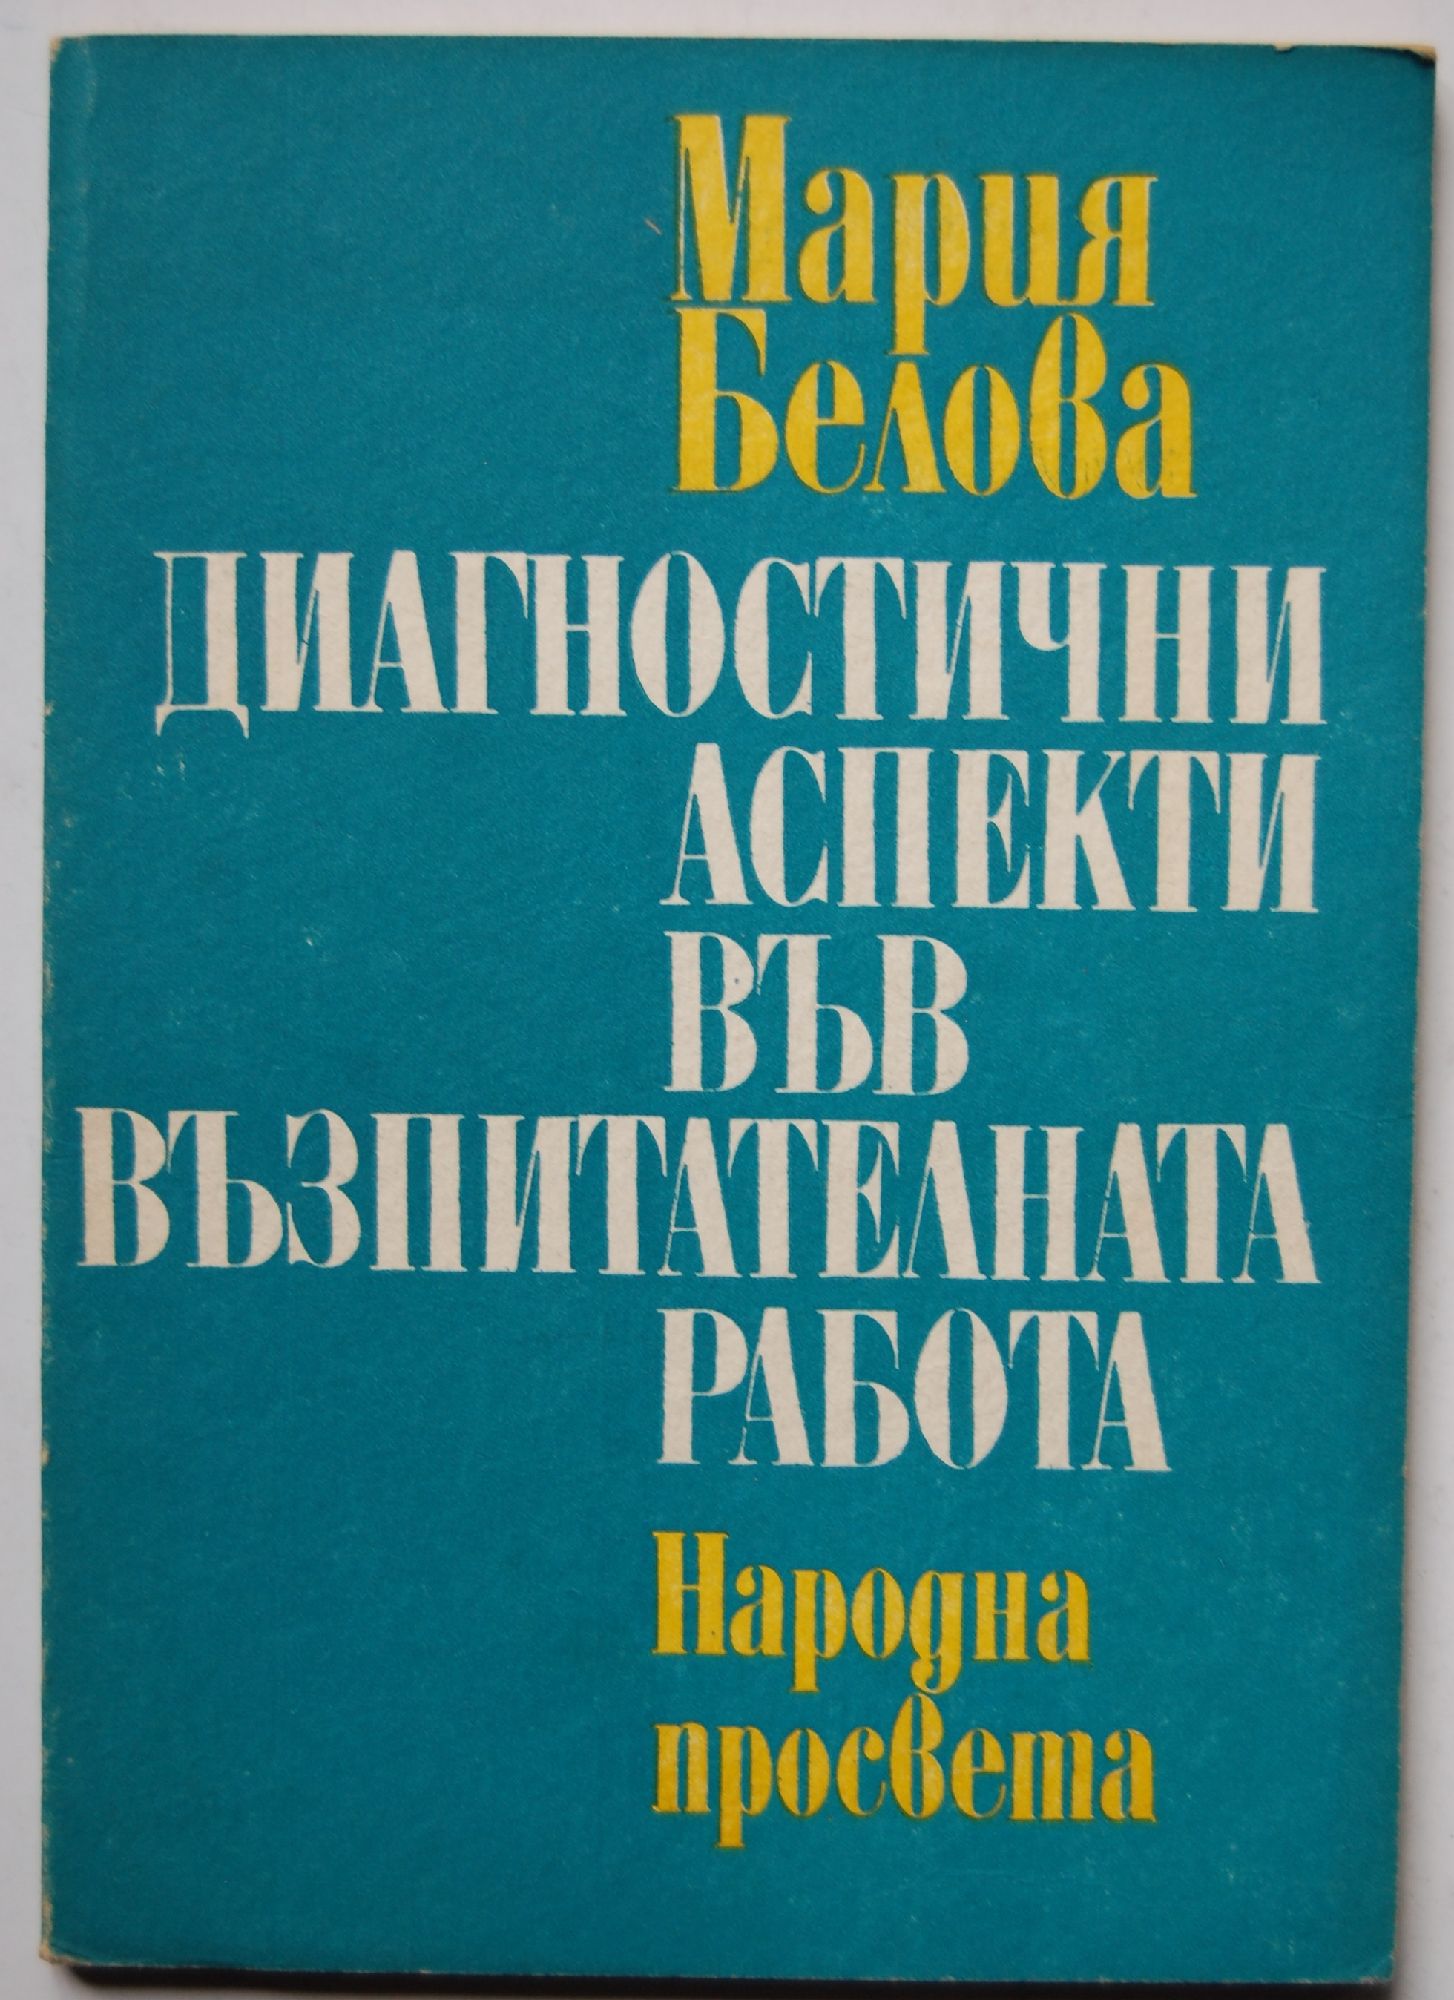 Мария
Белова
ДИАГНОСТИЧНИ
АСПЕКТИ
ВЪВ
ВЪЗПИТАТЕЛНАТА
РАБОТА
Народна
просвета